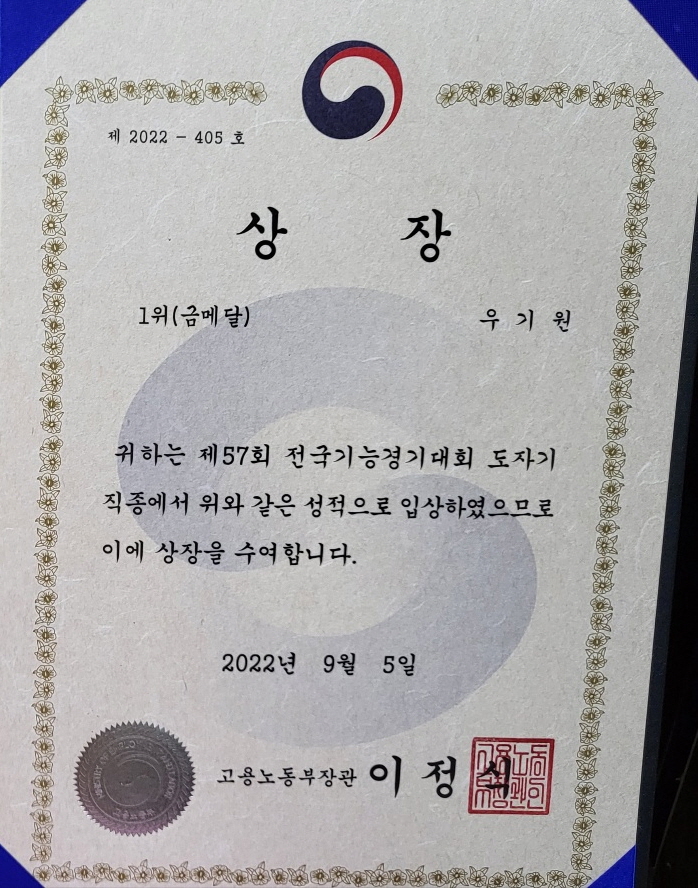 제 2022 - 405 호
상 장
1위(금메달) 우 기 원
귀하는 제57회 전국기능경기대회 도자기
직종에서 위와 같은 성적으로 입상하였으므로
이에 상장을 수여합니다.
2022년 9월 5일
고용노동부장관 이 정 식